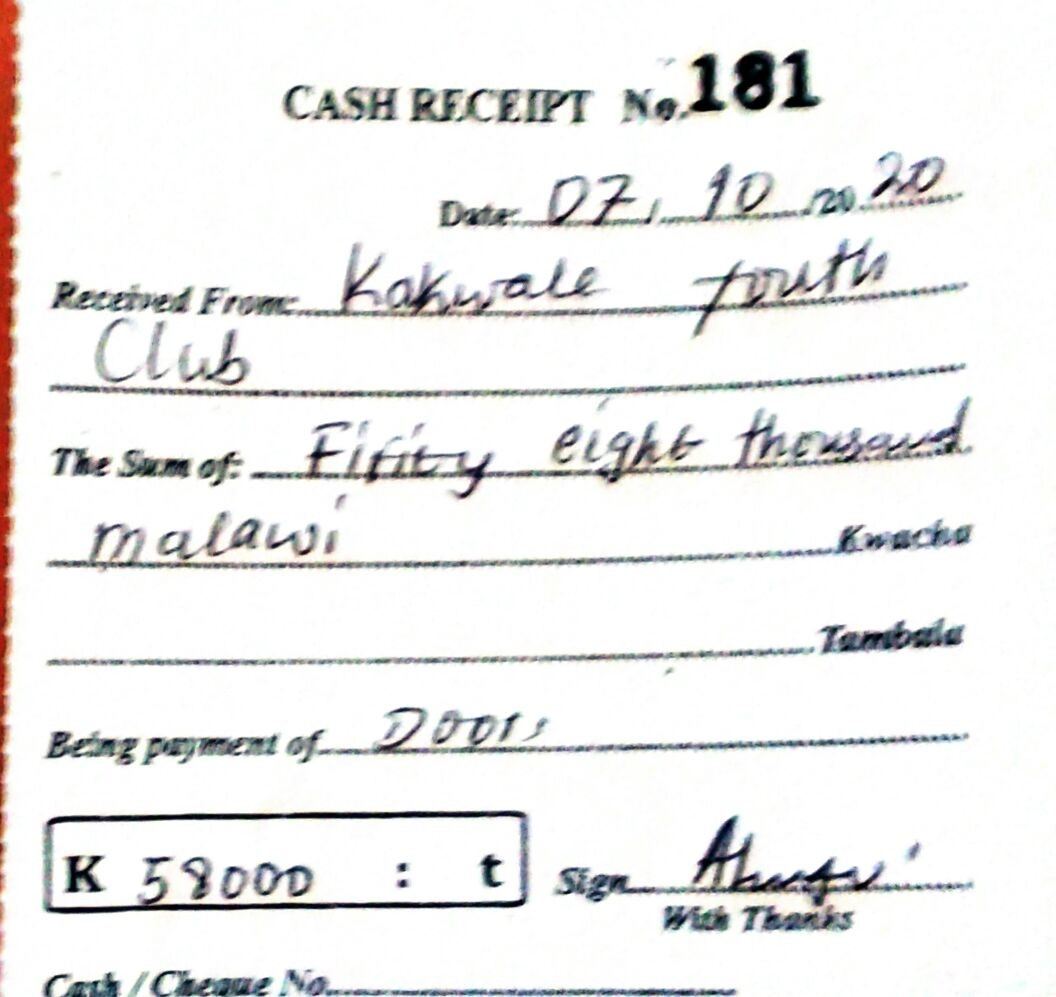 CASH RECEIPT No. 181
Date: 07, 10 /20 20
Received From: Kakwale Youth
Club
The Sum of: Fifity eight thousand
malawi Kwacha
Tambala
Being payment of Doors
K 58000 : t Sign
With Thanks
Cash / Cheque No